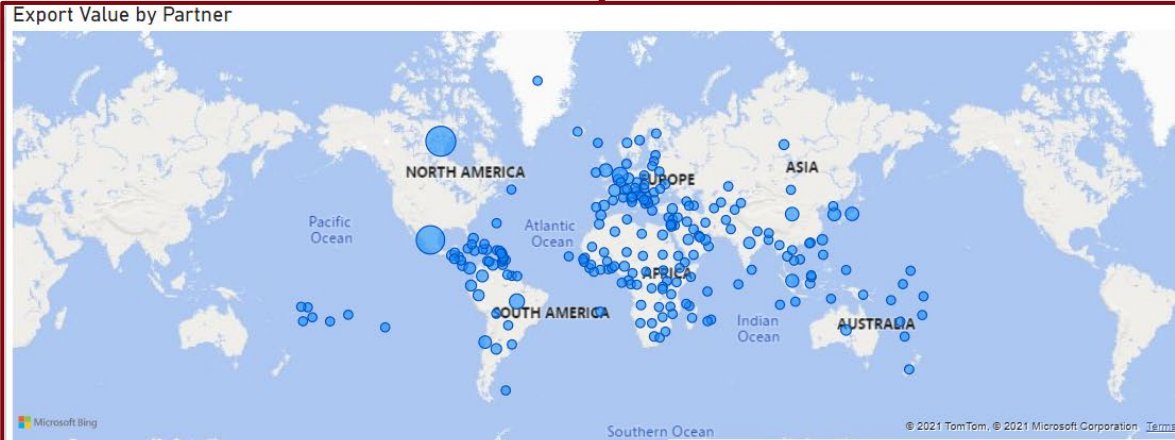 Export Value by Partner
NORTH AMERICA
EUROPE
ASIA
Pacific
Ocean
Atlantic
Ocean
AFRICA
SOUTH AMERICA
Indian
Ocean
AUSTRALIA
Microsoft Bing
© 2021 TomTom, © 2021 Microsoft Corporation Terms
Southern Ocean